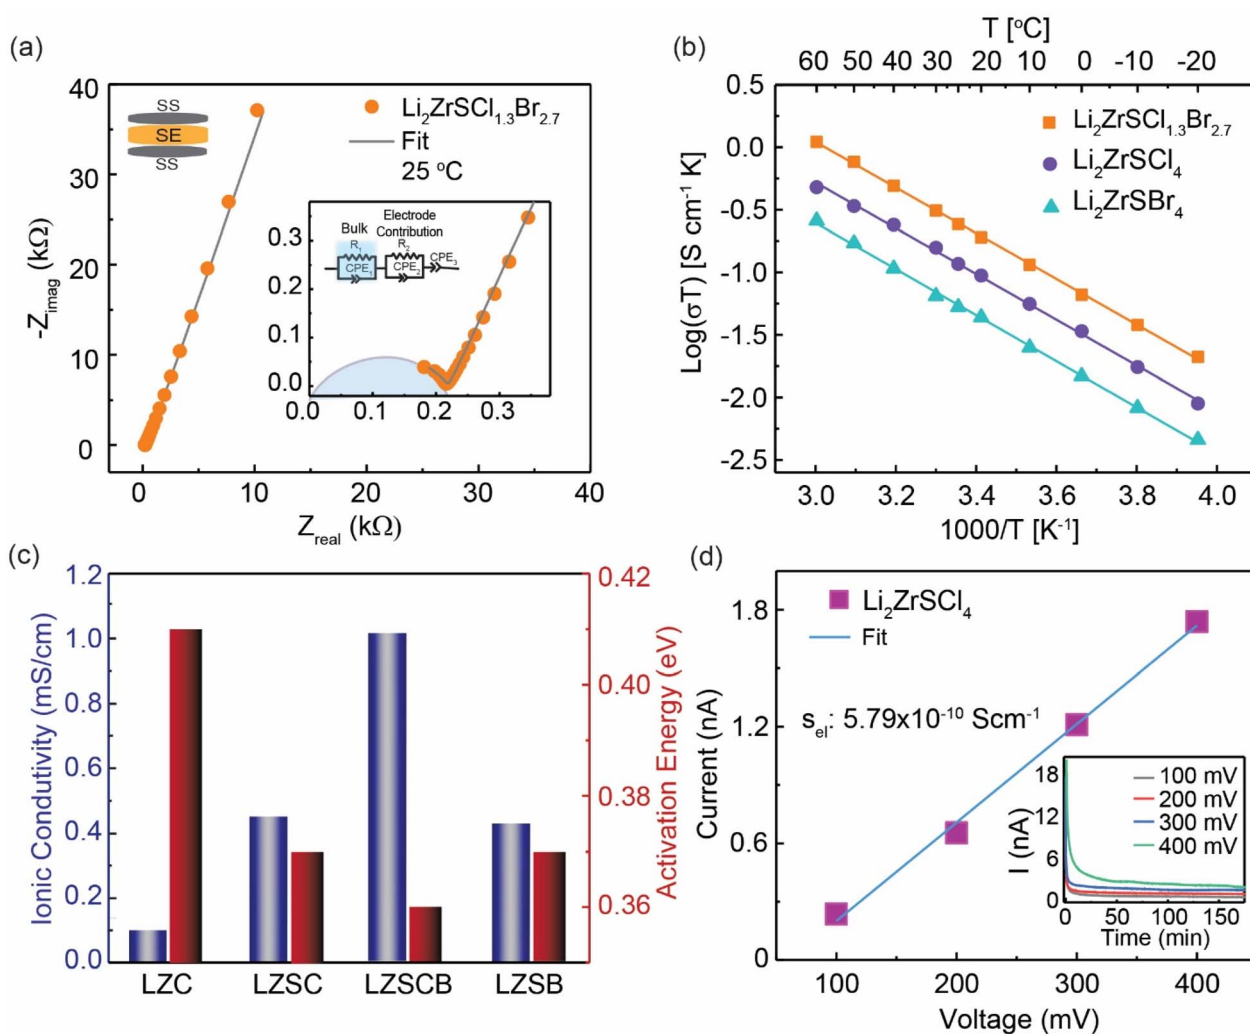 (a)
40
30
20
10
0
-Z_imag (kΩ)
SS
SE
SS
Li₂ZrSCl₁.₃Br₂.₇
Fit
25 °C
0.3
0.2
0.1
0.0
Bulk
Electrode
Contribution
R₁
R₂
CPE₁
CPE₂
CPE₃
0.0 0.1 0.2 0.3
0 10 20 30 40
Z_real (kΩ)
(b)
T [°C]
60 50 40 30 20 10 0 -10 -20
0.5
0.0
-0.5
-1.0
-1.5
-2.0
-2.5
Log(σT) [S cm⁻¹ K]
Li₂ZrSCl₁.₃Br₂.₇
Li₂ZrSCl₄
Li₂ZrSBr₄
3.0 3.2 3.4 3.6 3.8 4.0
1000/T [K⁻¹]
(c)
1.2
1.0
0.8
0.6
0.4
0.2
0.0
Ionic Condutivity (mS/cm)
0.42
0.40
0.38
0.36
Activation Energy (eV)
LZC LZSC LZSCB LZSB
(d)
1.8
1.2
0.6
0
Current (nA)
Li₂ZrSCl₄
Fit
s_el: 5.79x10⁻¹⁰ Scm⁻¹
18
12
6
0
I (nA)
100 mV
200 mV
300 mV
400 mV
0 50 100 150
Time (min)
100 200 300 400
Voltage (mV)